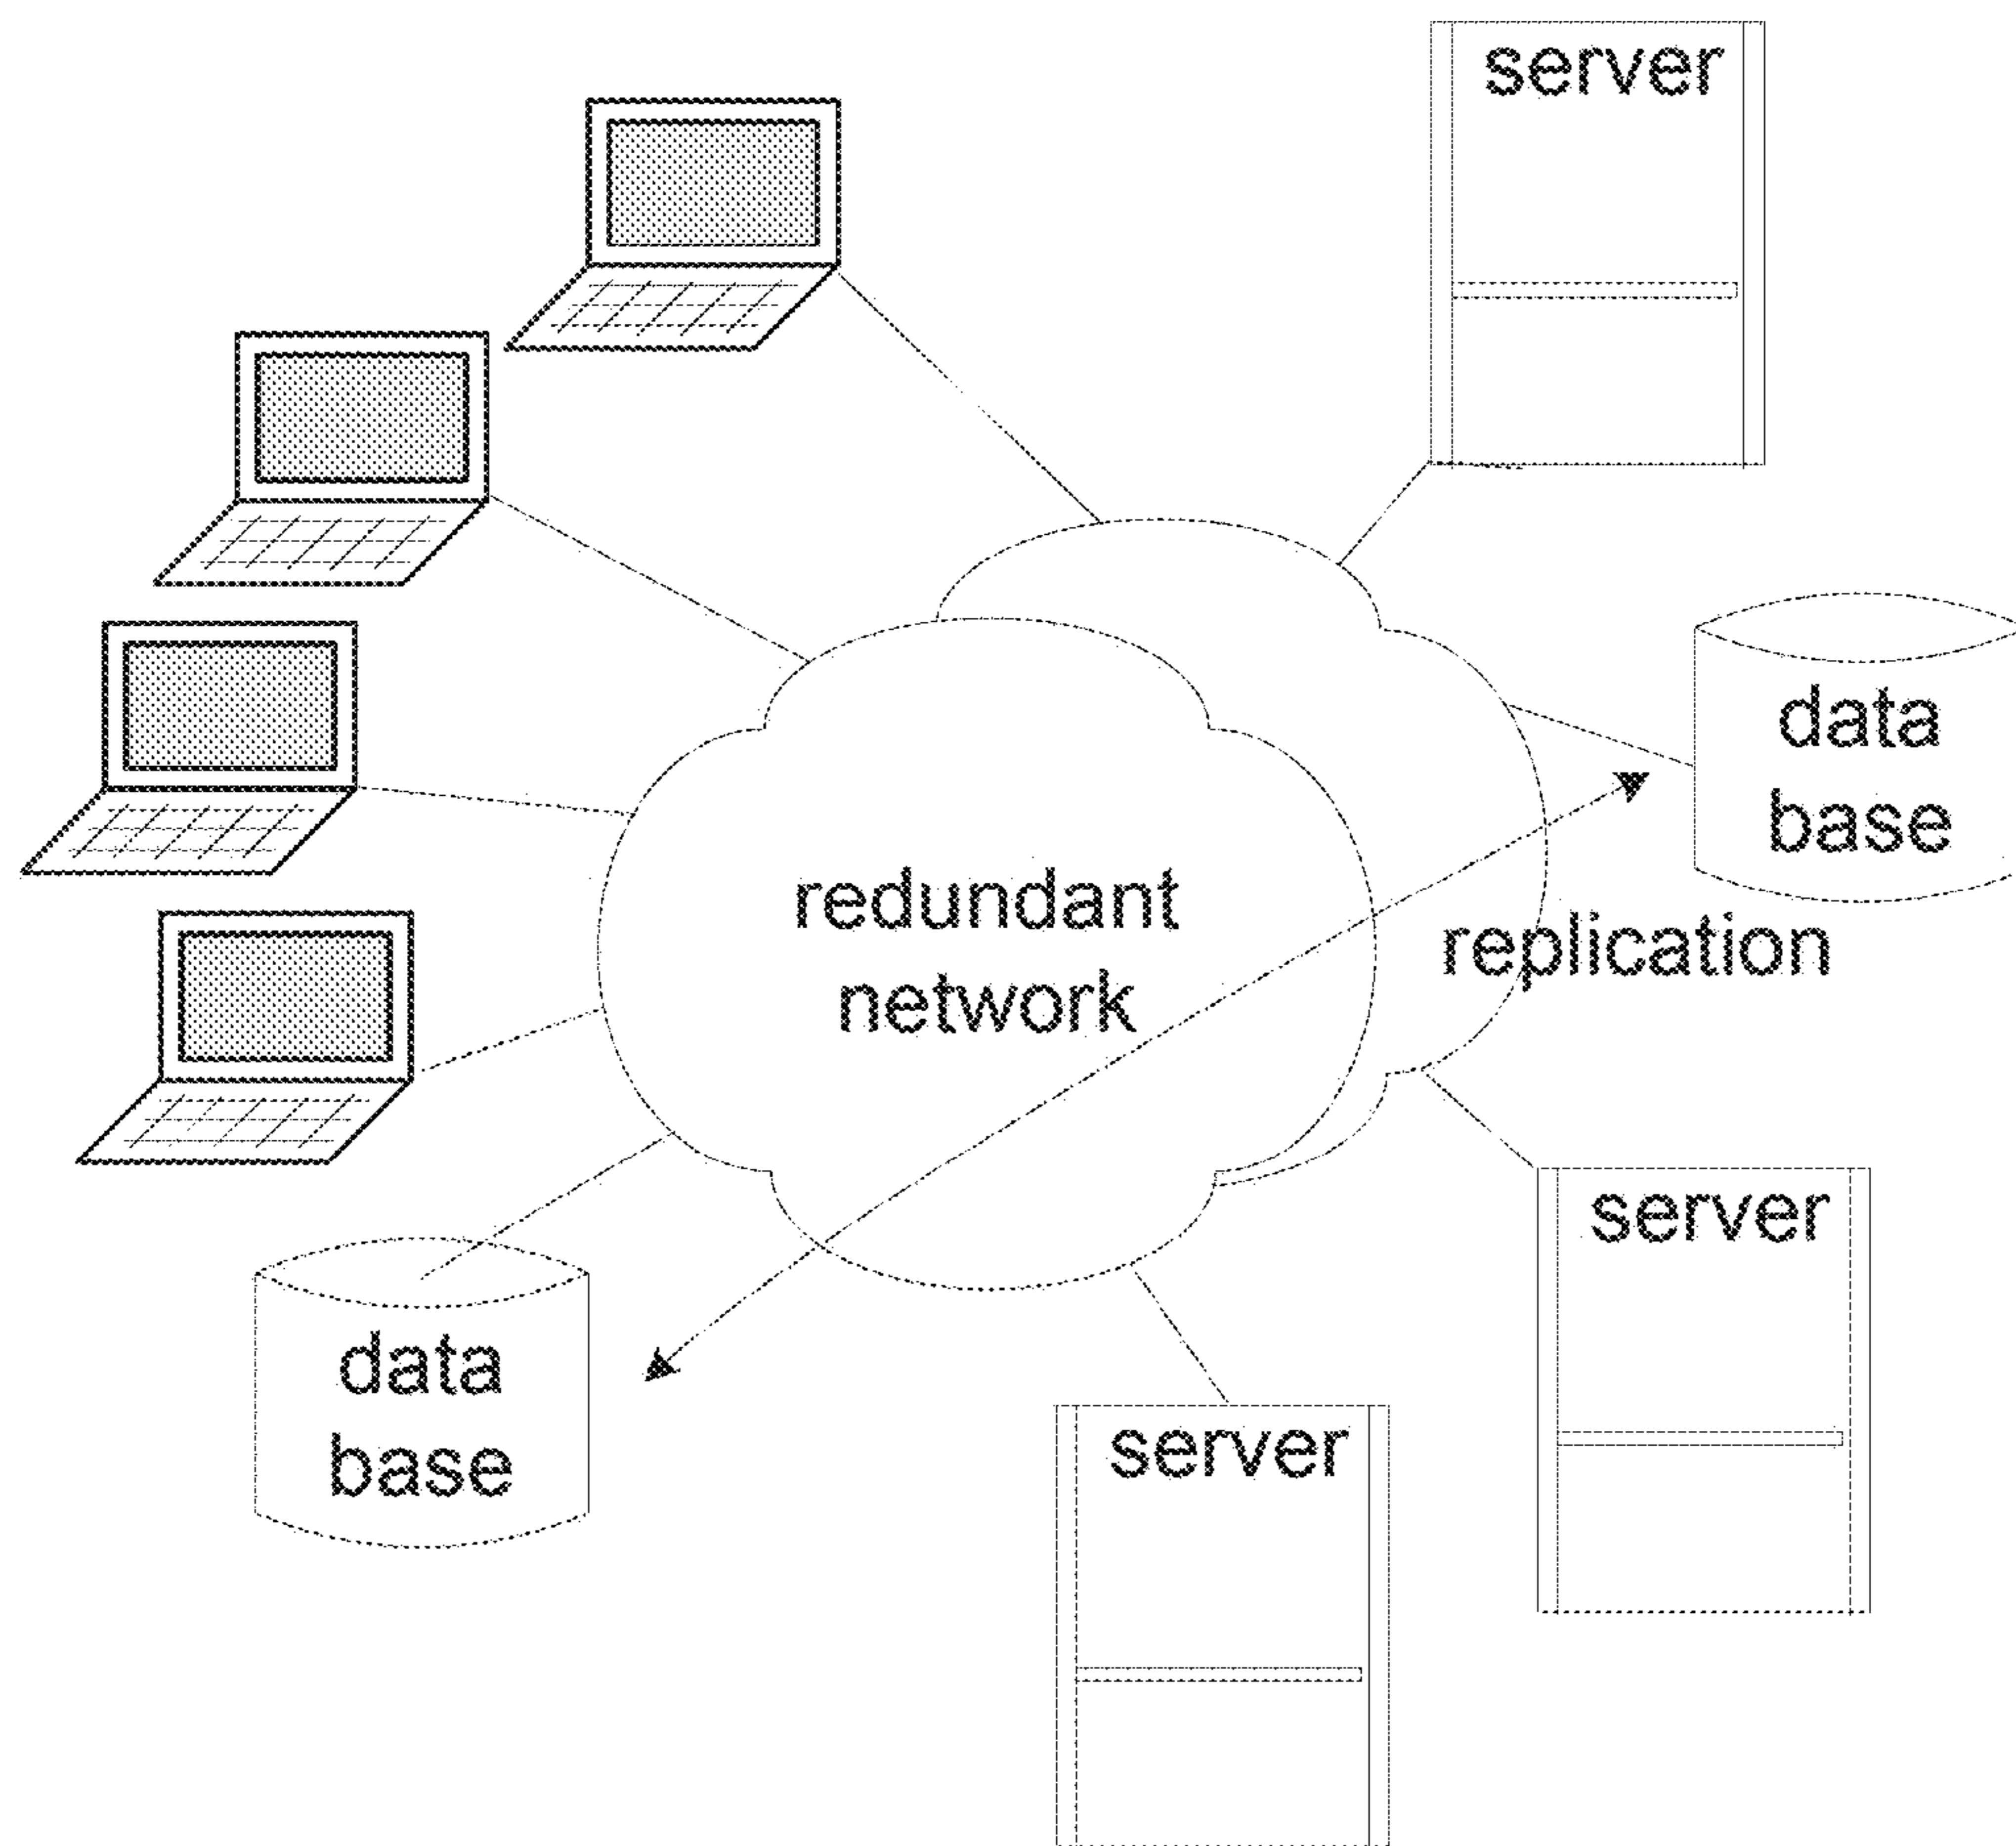 server
data
base
redundant
network
replication
server
data
base
server